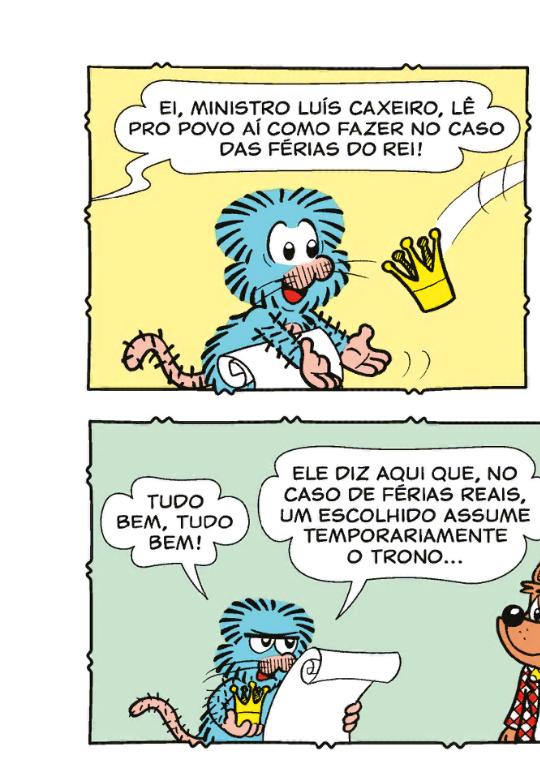 EI, MINISTRO LUÍS CAXEIRO, LÊ
PRO POVO AÍ COMO FAZER NO CASO
DAS FÉRIAS DO REI!
TUDO
BEM, TUDO
BEM!
ELE DIZ AQUI QUE, NO
CASO DE FÉRIAS REAIS,
UM ESCOLHIDO ASSUME
TEMPORARIAMENTE
O TRONO...